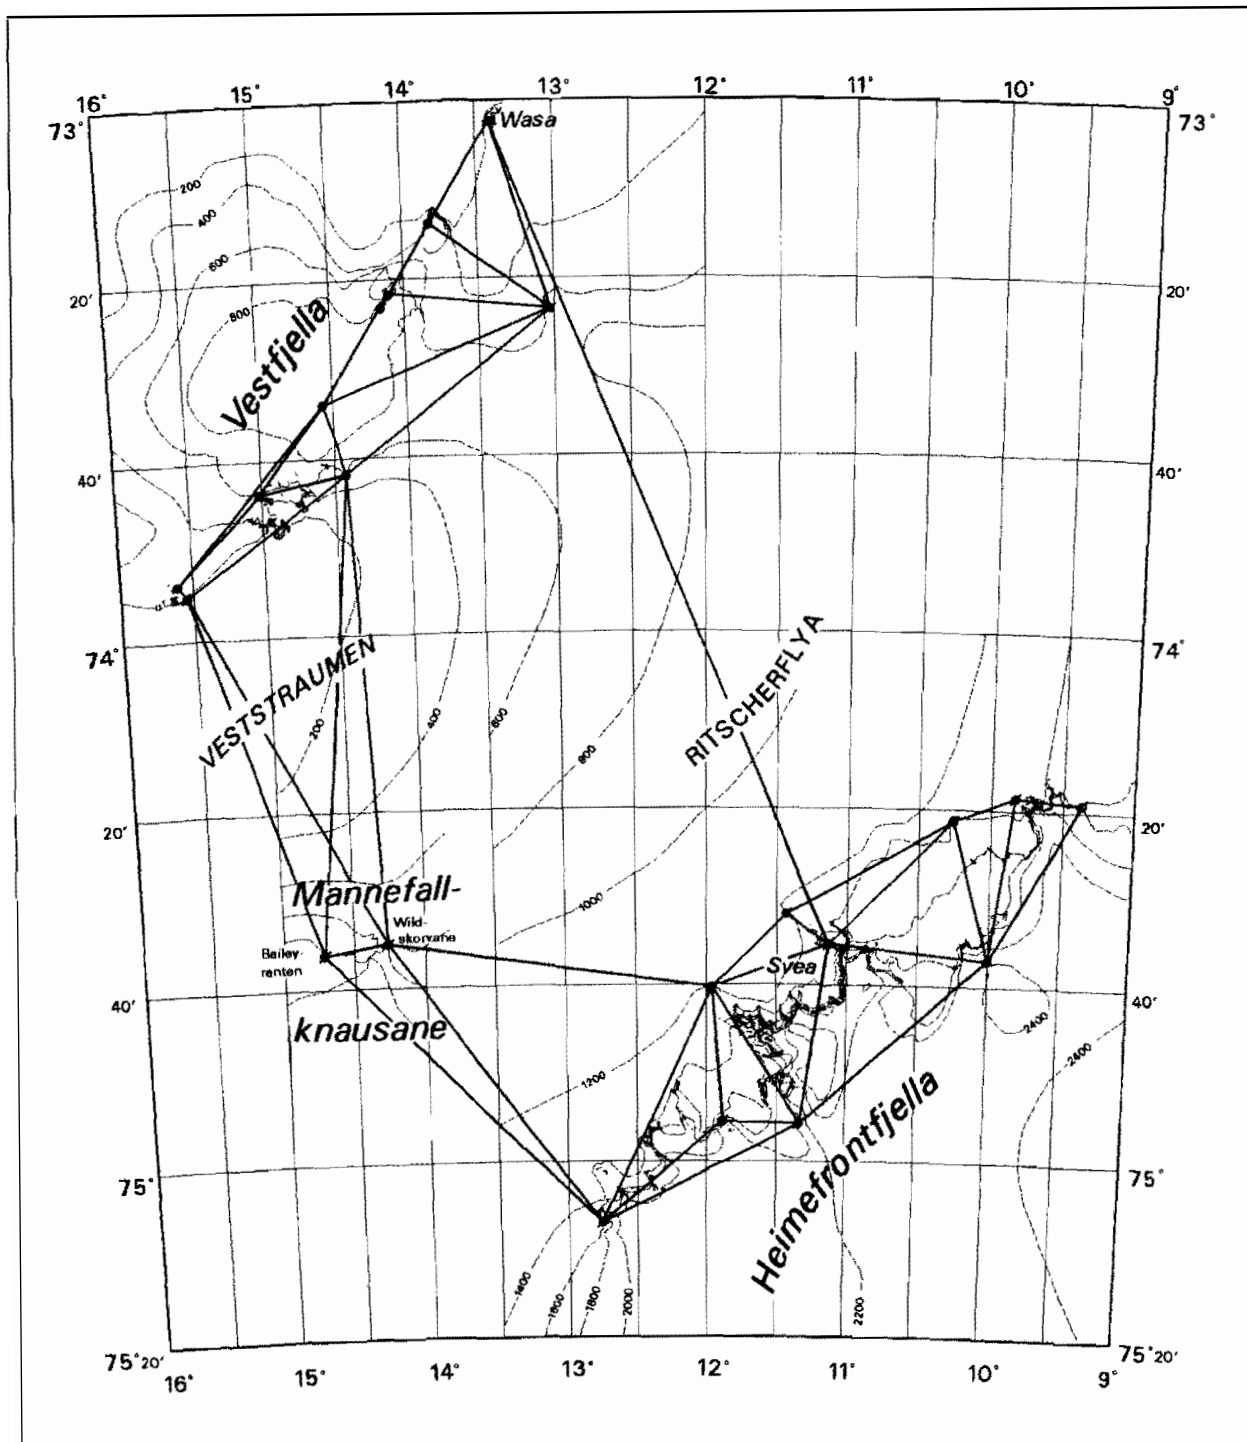 16° 15° 14° 13° 12° 11° 10° 9°
73° 73°
Wasa
200
400
600
20' 20'
800
Vestfjella
40' 40'
74° 74°
VESTSTRAUMEN
RITSCHERFLYA
200
400
600
800
20' 20'
Mannefall-
1000
Wild-
skorvane
Bailey-
ranten
Svea
40' 40'
knausane
2400
2400
1200
Heimefrontfjella
75° 75°
1400
1600
1800
2000
2200
75°20' 75°20'
16° 15° 14° 13° 12° 11° 10° 9°